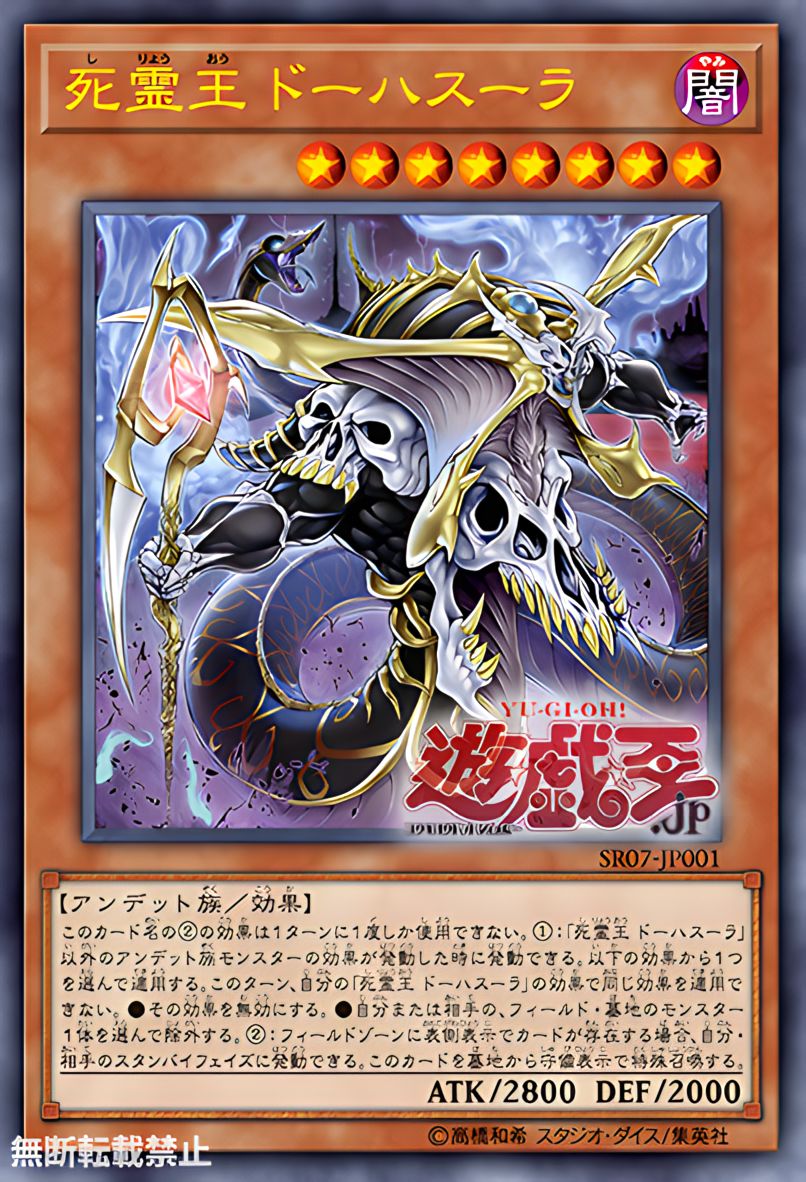 し りょう おう
死霊王 ドーハスーラ
やみ
闇
YU-GI-OH!
遊戯王
.JP
SR07-JP001
【アンデット族／効果】
このカード名の②の効果は1ターンに1度しか使用できない。①：「死霊王 ドーハスーラ」
以外のアンデット族モンスターの効果が発動した時に発動できる。以下の効果から1つ
を選んで適用する。このターン、自分の「死霊王 ドーハスーラ」の効果で同じ効果を適用で
きない。●その効果を無効にする。●自分または相手の、フィールド・墓地のモンスター
1体を選んで除外する。②：フィールドゾーンに表側表示でカードが存在する場合、自分・
相手のスタンバイフェイズに発動できる。このカードを墓地から守備表示で特殊召喚する。
ATK/2800 DEF/2000
©高橋和希 スタジオ・ダイス/集英社
無断転載禁止